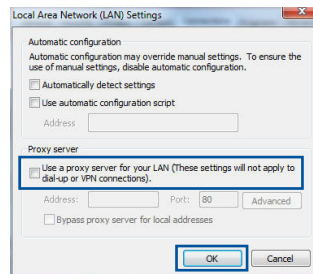 Local Area Network (LAN) Settings
Automatic configuration
Automatic configuration may override manual settings. To ensure the
use of manual settings, disable automatic configuration.
Automatically detect settings
Use automatic configuration script
Address
Proxy server
Use a proxy server for your LAN (These settings will not apply to
dial-up or VPN connections).
Address:
Port: 80
Advanced
Bypass proxy server for local addresses
OK
Cancel